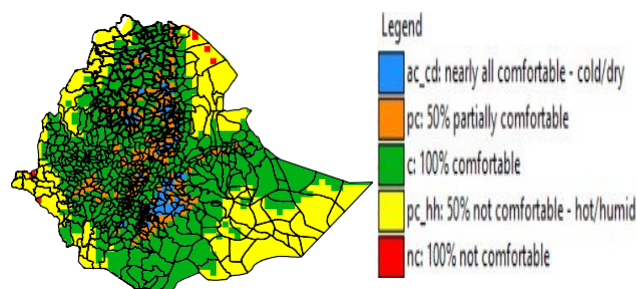 Legend
ac_cd: nearly all comfortable - cold/dry
pc: 50% partially comfortable
c: 100% comfortable
pc_hh: 50% not comfortable - hot/humid
nc: 100% not comfortable